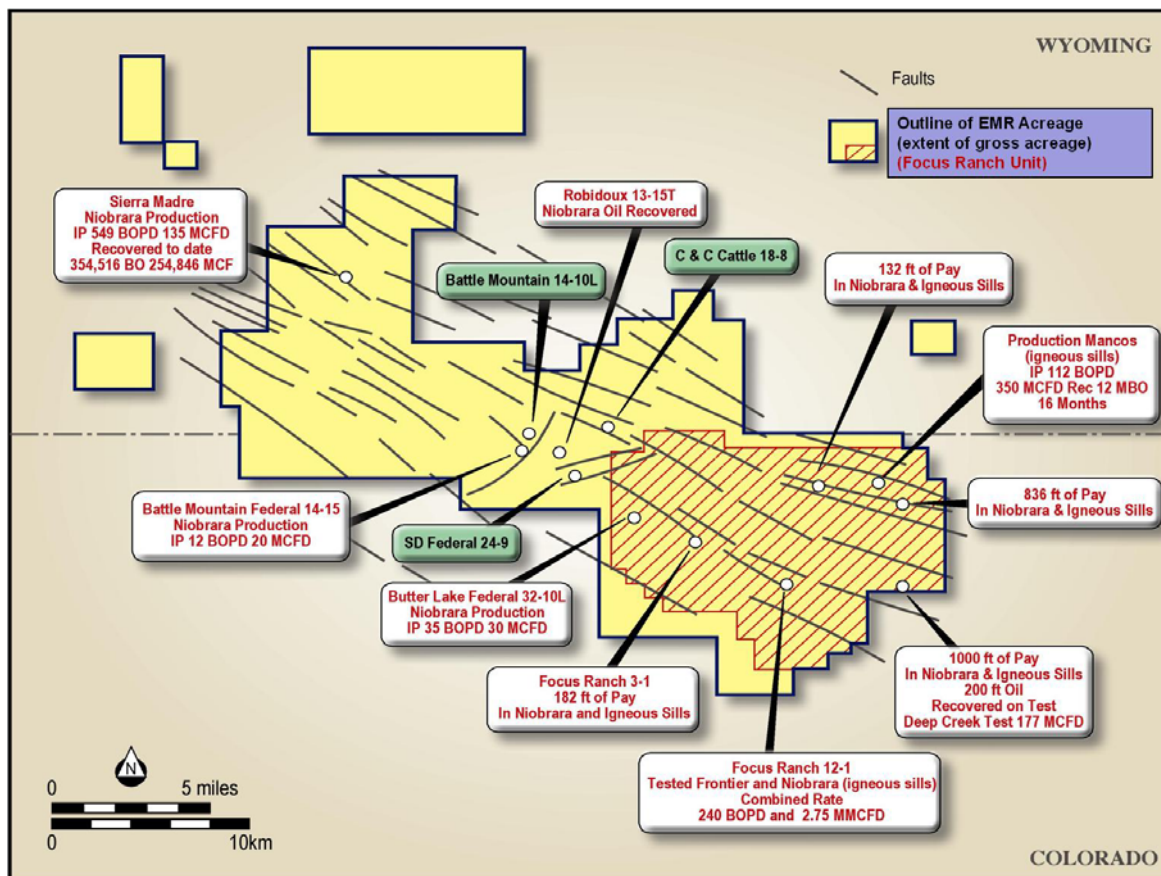 WYOMING
Faults
Outline of EMR Acreage
(extent of gross acreage)
(Focus Ranch Unit)
Sierra Madre
Niobrara Production
IP 549 BOPD 135 MCFD
Recovered to date
354,516 BO 254,846 MCF
Robidoux 13-15T
Niobrara Oil Recovered
Battle Mountain 14-10L
C & C Cattle 18-8
132 ft of Pay
In Niobrara & Igneous Sills
Production Mancos
(igneous sills)
IP 112 BOPD
350 MCFD Rec 12 MBO
16 Months
836 ft of Pay
In Niobrara & Igneous Sills
Battle Mountain Federal 14-15
Niobrara Production
IP 12 BOPD 20 MCFD
SD Federal 24-9
Butter Lake Federal 32-10L
Niobrara Production
IP 35 BOPD 30 MCFD
Focus Ranch 3-1
182 ft of Pay
In Niobrara and Igneous Sills
1000 ft of Pay
In Niobrara & Igneous Sills
200 ft Oil
Recovered on Test
Deep Creek Test 177 MCFD
Focus Ranch 12-1
Tested Frontier and Niobrara (igneous sills)
Combined Rate
240 BOPD and 2.75 MMCFD
N
0 5 miles
0 10km
COLORADO